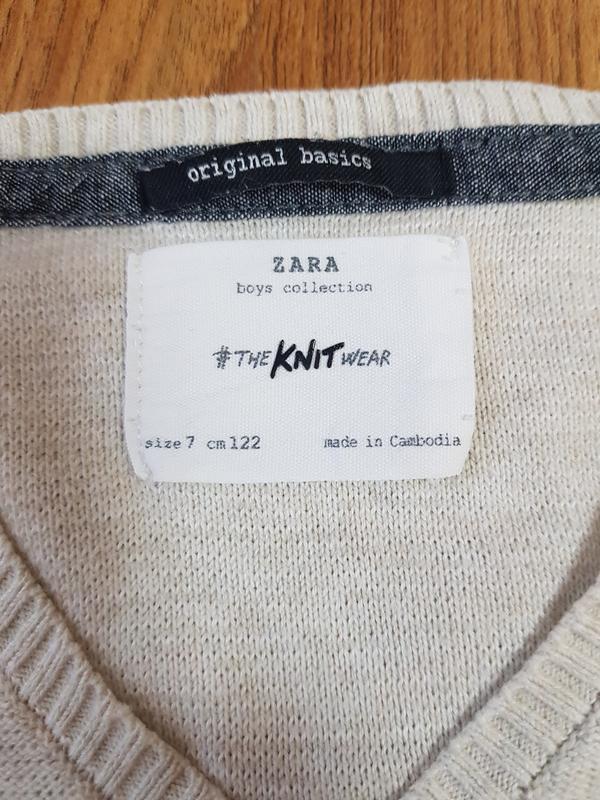 original basics
ZARA
boys collection
#THEKNITWEAR
size 7 cm 122 made in Cambodia